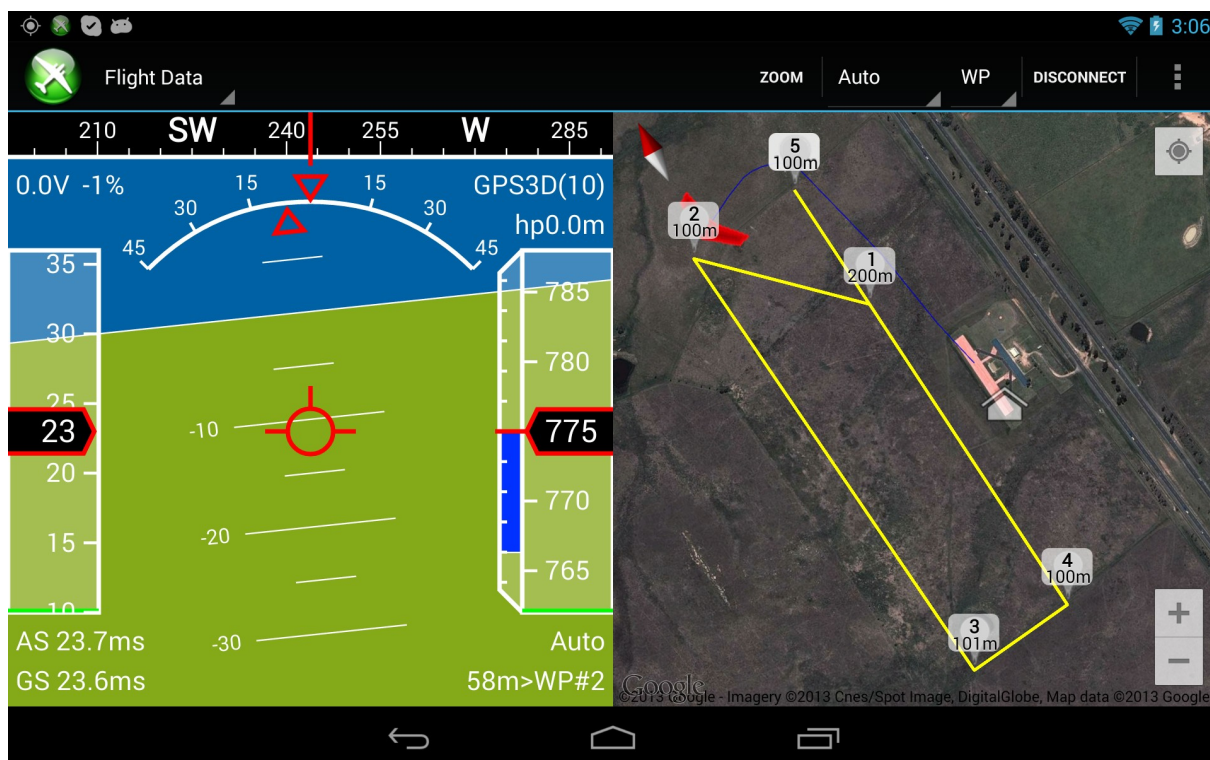 3:06
Flight Data
ZOOM Auto WP DISCONNECT
210 SW 240 255 W 285
0.0V -1%
GPS3D(10)
hp0.0m
45 30 15 15 30 45
35
30
25
23
20
15
10
785
780
775
770
765
-10
-20
-30
AS 23.7ms
Auto
GS 23.6ms
58m>WP#2
5
100m
2
100m
1
200m
4
100m
3
101m
Google
©2013 Google - Imagery ©2013 Cnes/Spot Image, DigitalGlobe, Map data ©2013 Google